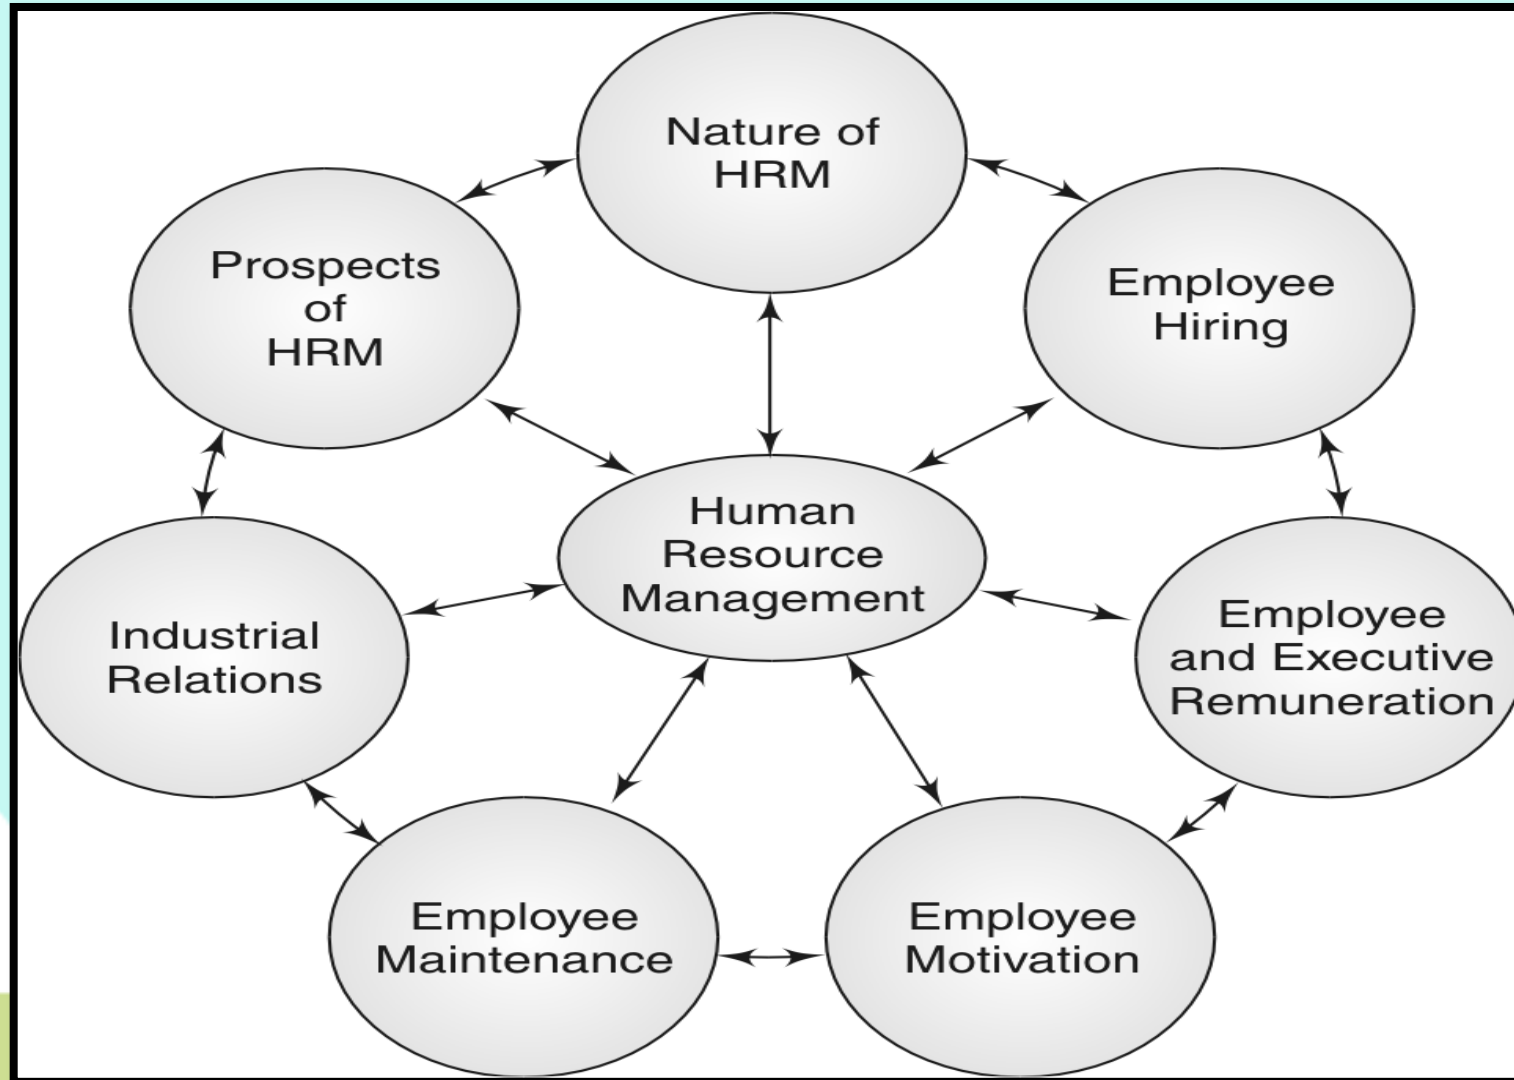 Nature of
HRM
Prospects
of
HRM
Employee
Hiring
Human
Resource
Management
Industrial
Relations
Employee
and Executive
Remuneration
Employee
Maintenance
Employee
Motivation